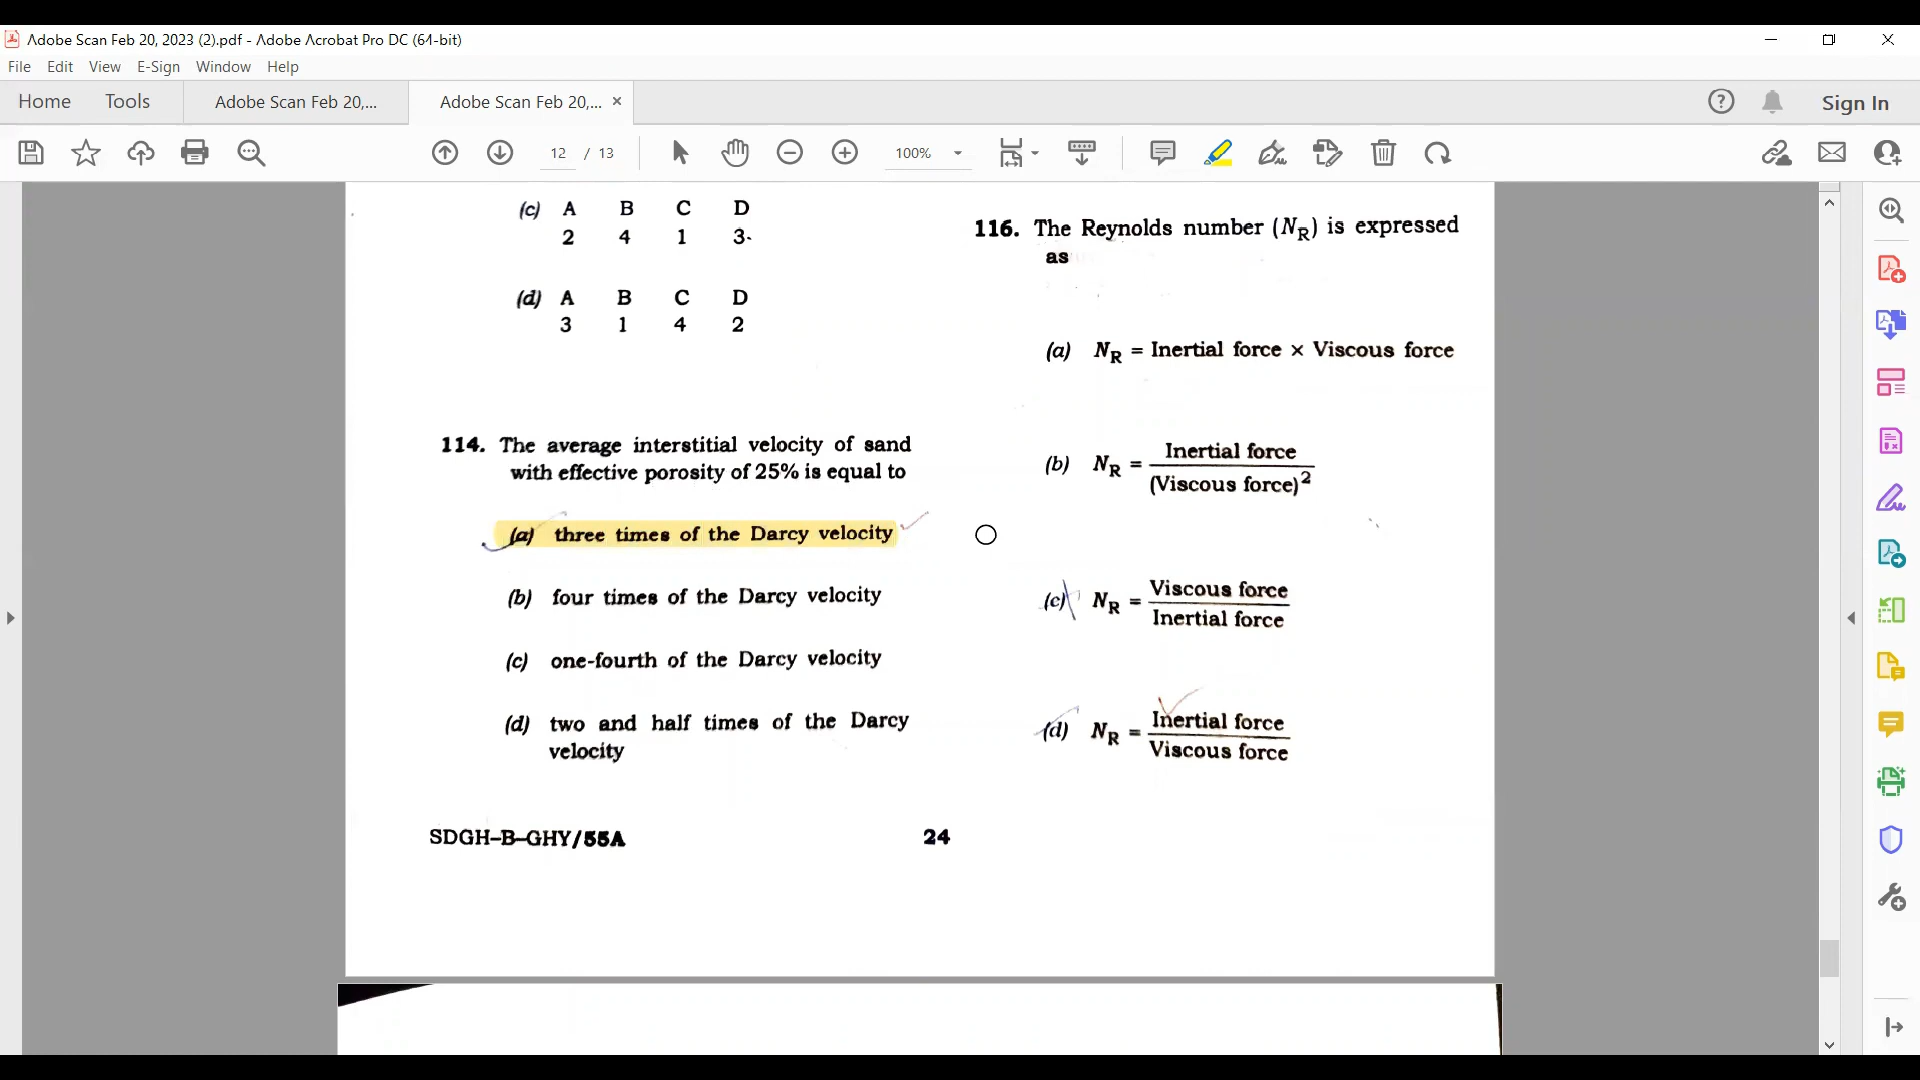 Adobe Scan Feb 20, 2023 (2).pdf - Adobe Acrobat Pro DC (64-bit)
File Edit View E-Sign Window Help
Home Tools Adobe Scan Feb 20,... Adobe Scan Feb 20,... × Sign In
12 / 13 100%
(c) A B C D
2 4 1 3
(d) A B C D
3 1 4 2
114. The average interstitial velocity of sand
with effective porosity of 25% is equal to
(a) three times of the Darcy velocity
(b) four times of the Darcy velocity
(c) one-fourth of the Darcy velocity
(d) two and half times of the Darcy
velocity
116. The Reynolds number (NR) is expressed
as
(a) NR = Inertial force × Viscous force
(b) NR = Inertial force
(Viscous force)2
(c) NR = Viscous force
Inertial force
(d) NR = Inertial force
Viscous force
SDGH-B-GHY/55A 24